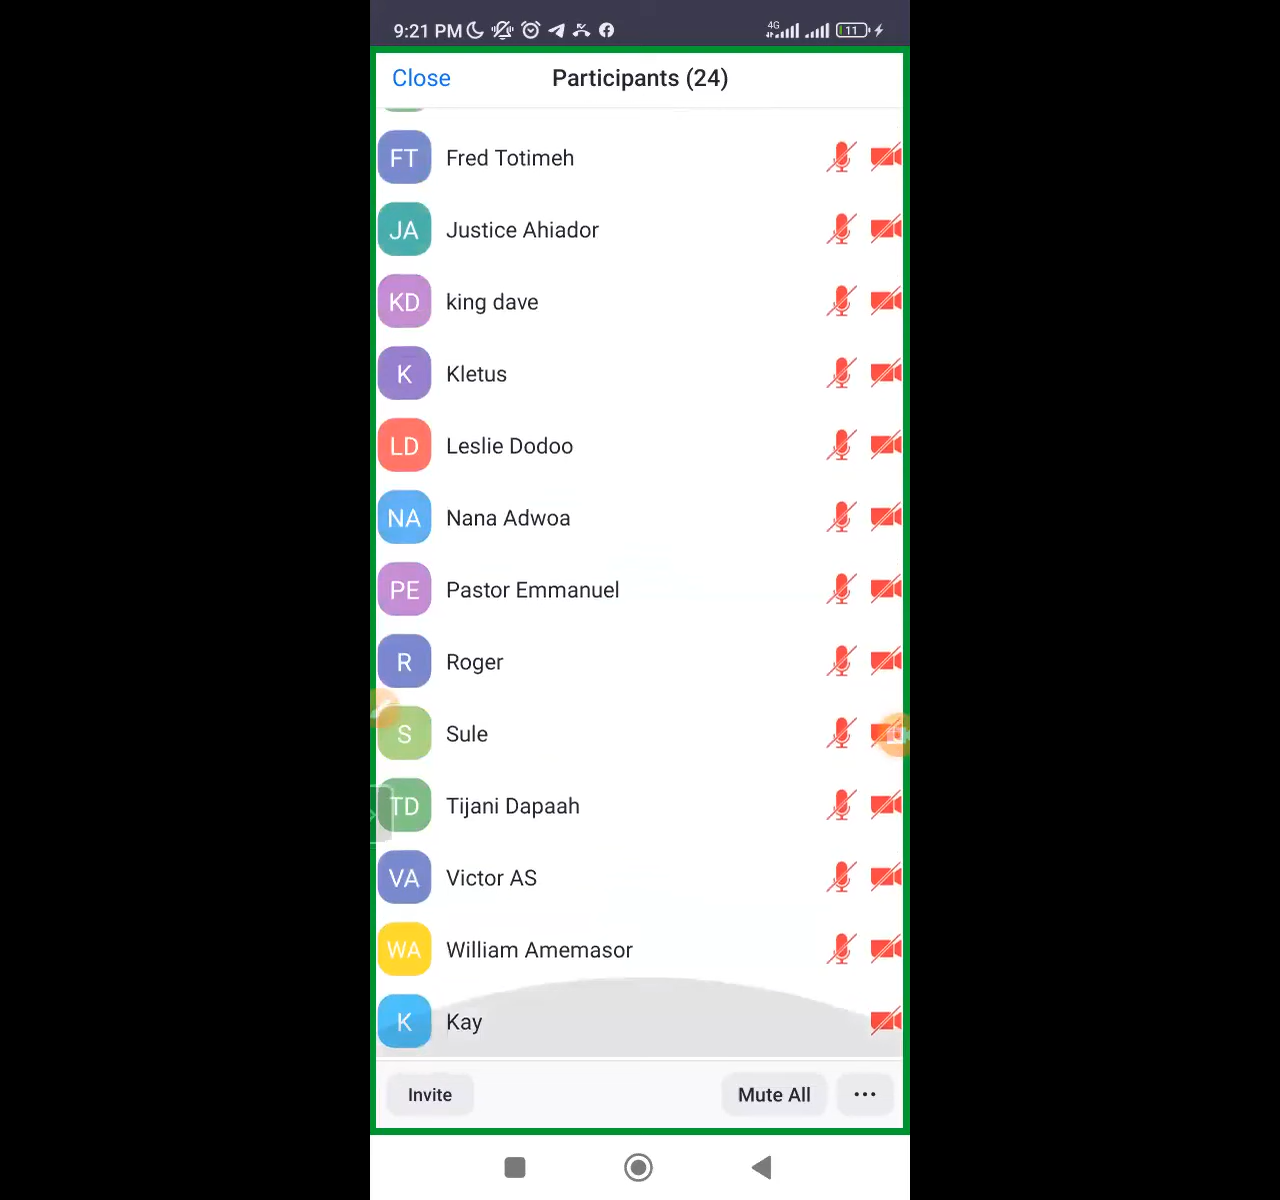 9:21 PM 4G 11
Close Participants (24)
FT Fred Totimeh
JA Justice Ahiador
KD king dave
K Kletus
LD Leslie Dodoo
NA Nana Adwoa
PE Pastor Emmanuel
R Roger
S Sule
TD Tijani Dapaah
VA Victor AS
WA William Amemasor
K Kay
Invite Mute All ...